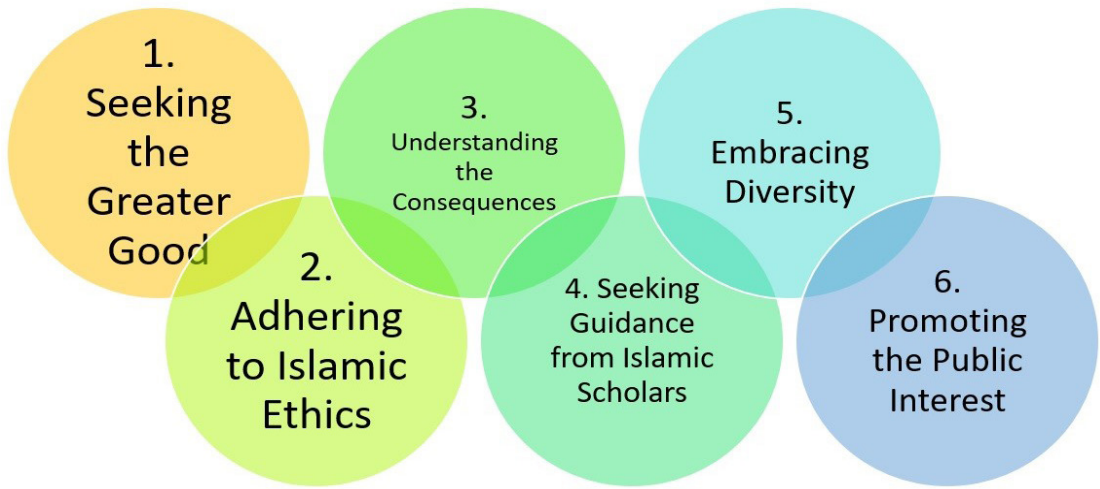 1.
Seeking
the
Greater
Good
2.
Adhering
to Islamic
Ethics
3.
Understanding
the
Consequences
4. Seeking
Guidance
from Islamic
Scholars
5.
Embracing
Diversity
6.
Promoting
the Public
Interest